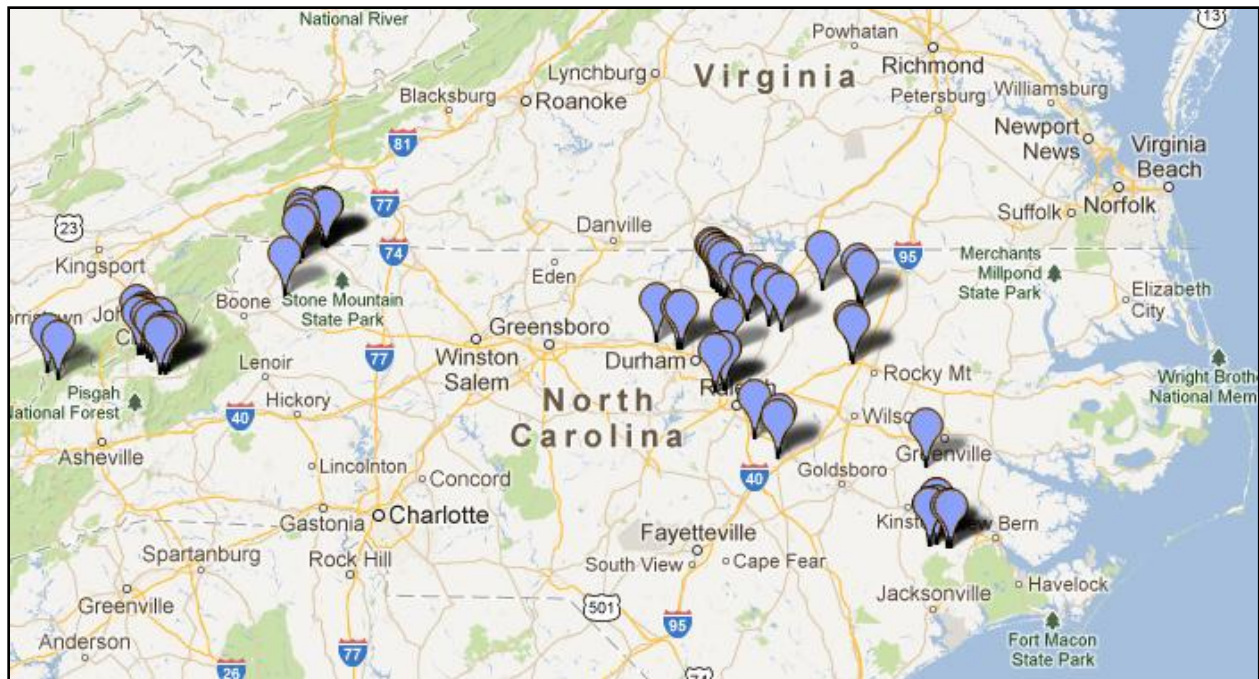 National River
13
Powhatan
Richmond
Lynchburg
Virginia
Roanoke
Blacksburg
Petersburg
Williamsburg
Newport
News
Virginia
Beach
81
77
Norfolk
Suffolk
23
Danville
74
95
Kingsport
Eden
Merchants
Millpond
State Park
Elizabeth
City
Stone Mountain
State Park
Boone
Greensboro
Winston
Salem
77
Durham
Lenoir
Rocky Mt
Wright Brothe
National Mem
Pisgah
National Forest
Hickory
40
North
Carolina
Asheville
Lincolnton
Concord
Goldsboro
Greenville
40
Gastonia
Charlotte
Fayetteville
South View
Cape Fear
Spartanburg
Rock Hill
Greenville
501
95
Jacksonville
Havelock
Anderson
Fort Macon
State Park
77
26
74